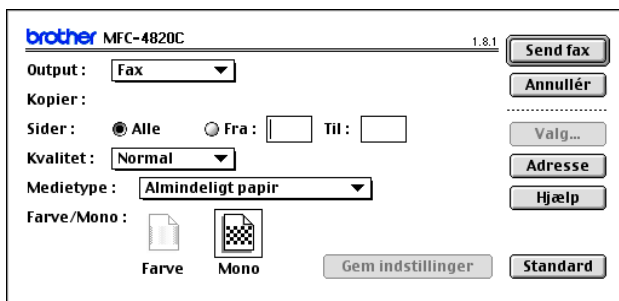 brother MFC-4820C 1.8.1 Send fax
Output : Fax Annullér
Kopier :
Sider : Alle Fra : Til : Valg...
Kvalitet : Normal Adresse
Medietype : Almindeligt papir Hjælp
Farve/Mono :
Farve Mono Gem indstillinger Standard